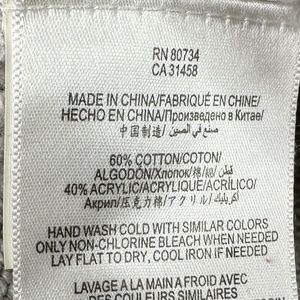 RN 80734
CA 31458
MADE IN CHINA/FABRIQUÉ EN CHINE/
HECHO EN CHINA/Произведено в Китае/
中国制造/ صنع في الصين/
60% COTTON/COTON/
ALGODÓN/Хлопок/棉/綿/ قطن
40% ACRYLIC/ACRYLIQUE/ACRÍLICO/
Акрил/压克力棉/アクリル/ أكريليك
HAND WASH COLD WITH SIMILAR COLORS
ONLY NON-CHLORINE BLEACH WHEN NEEDED
LAY FLAT TO DRY, COOL IRON IF NEEDED
LAVAGE A LA MAIN A FROID AVEC
DES COULEURS SIMILAIRES